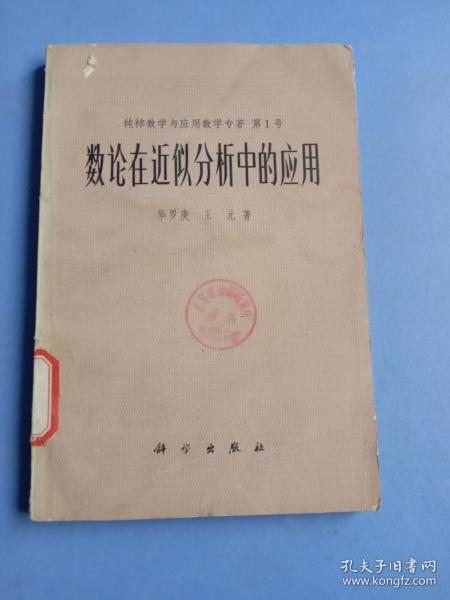 纯粹数学与应用数学专著 第1号
数论在近似分析中的应用
华罗庚 王 元 著
科学出版社
孔夫子旧书网
www.kongfz.com